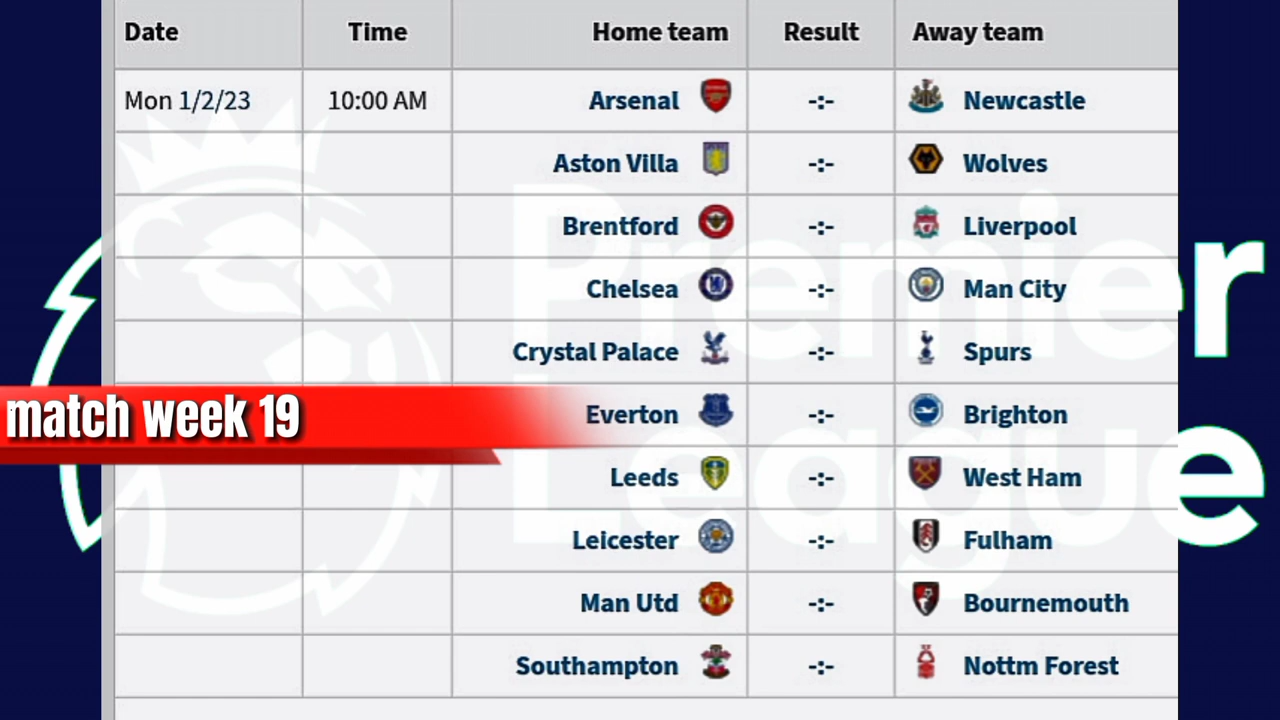 Date Time Home team Result Away team
Mon 1/2/23 10:00 AM Arsenal -:- Newcastle
Aston Villa -:- Wolves
Brentford -:- Liverpool
Chelsea -:- Man City
Crystal Palace -:- Spurs
match week 19 Everton -:- Brighton
Leeds -:- West Ham
Leicester -:- Fulham
Man Utd -:- Bournemouth
Southampton -:- Nottm Forest
Premier
League